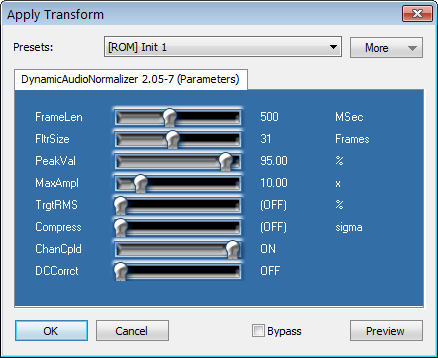 Apply Transform
Presets: [ROM] Init 1 More
DynamicAudioNormalizer 2.05-7 (Parameters)
FrameLen 500 MSec
FltrSize 31 Frames
PeakVal 95.00 %
MaxAmpl 10.00 x
TrgtRMS (OFF) %
Compress (OFF) sigma
ChanCpld ON
DCCorrct OFF
OK Cancel Bypass Preview